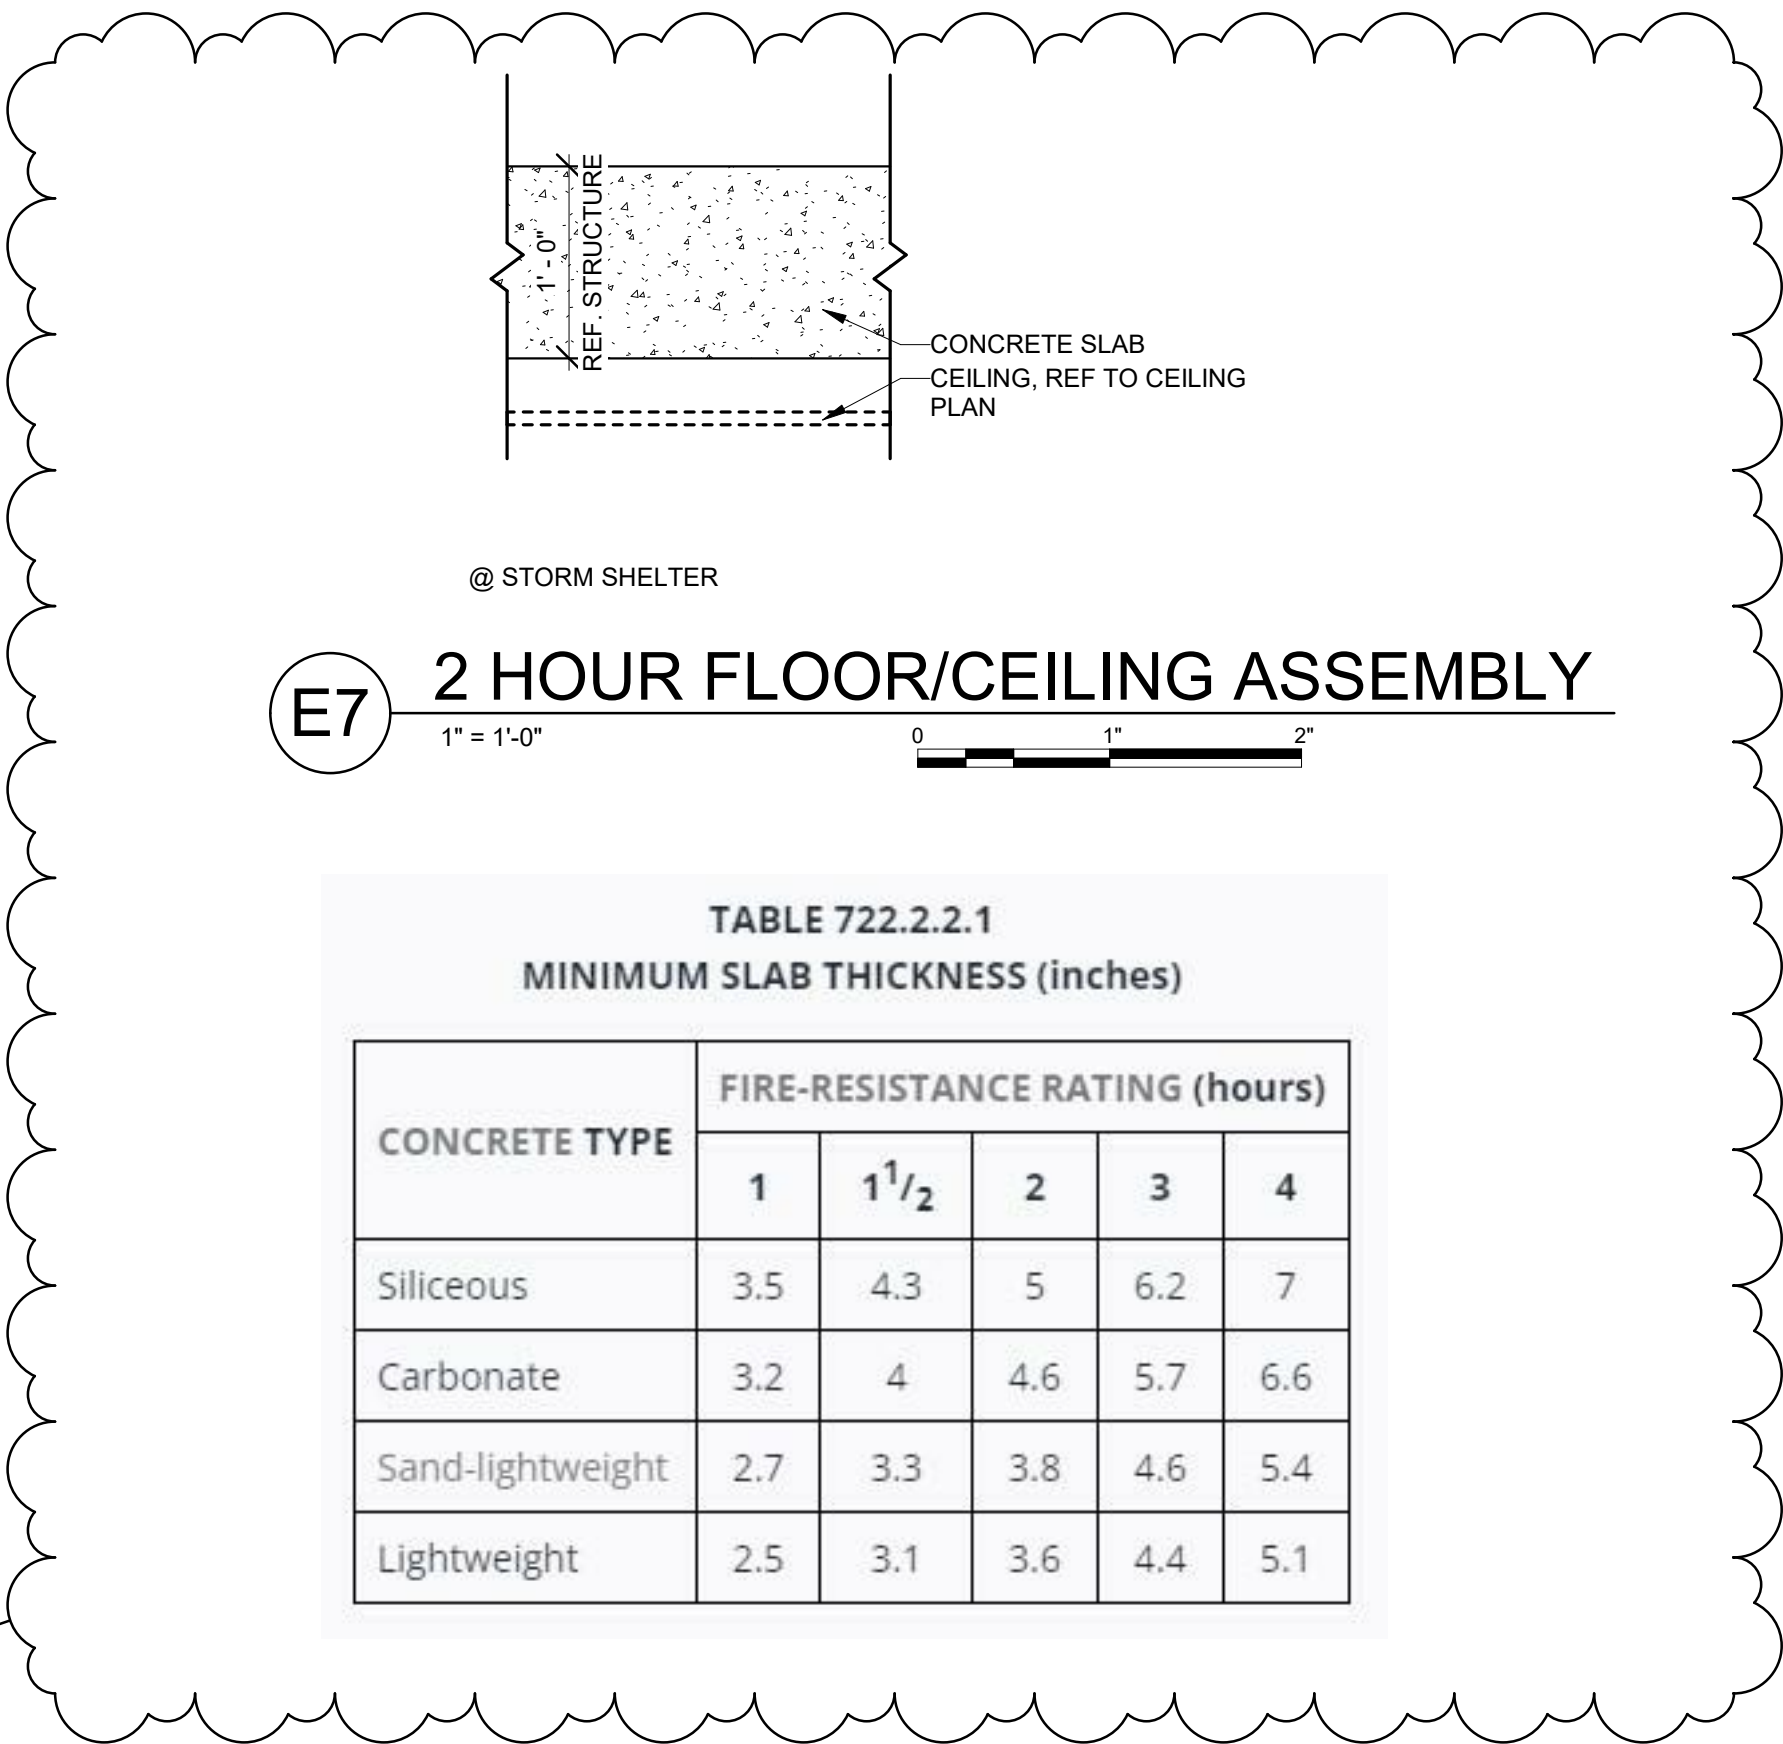 1' - 0"
REF. STRUCTURE
CONCRETE SLAB
CEILING, REF TO CEILING
PLAN
@ STORM SHELTER
E7
2 HOUR FLOOR/CEILING ASSEMBLY
1" = 1'-0"
0 1" 2"
TABLE 722.2.2.1
MINIMUM SLAB THICKNESS (inches)
CONCRETE TYPE
FIRE-RESISTANCE RATING (hours)
1 1 1/2 2 3 4
Siliceous 3.5 4.3 5 6.2 7
Carbonate 3.2 4 4.6 5.7 6.6
Sand-lightweight 2.7 3.3 3.8 4.6 5.4
Lightweight 2.5 3.1 3.6 4.4 5.1